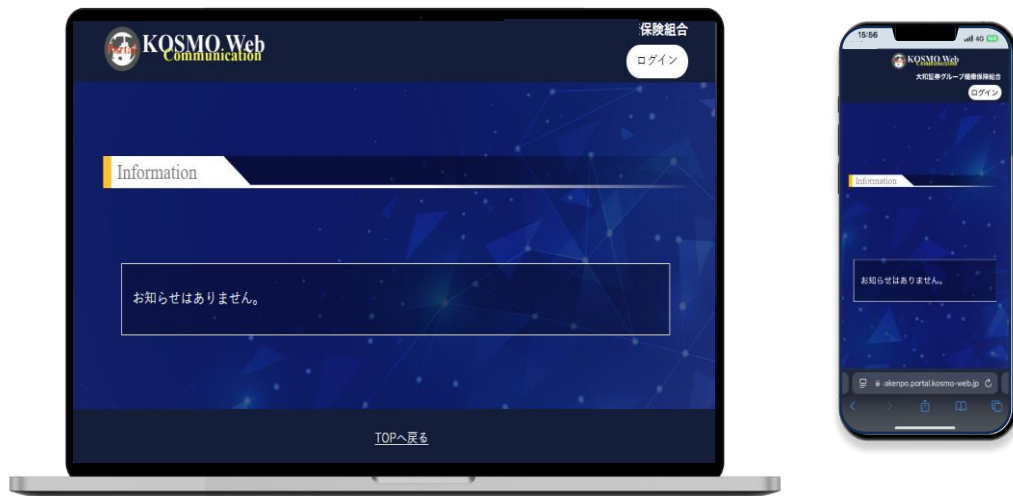 Portal
KOSMO.Web
Communication
保険組合
ログイン
Information
お知らせはありません。
TOPへ戻る
15:56
4G
KOSMO.Web
Communication
大和証券グループ健康保険組合
ログイン
Information
お知らせはありません。
akenpo.portal.kosmo-web.jp